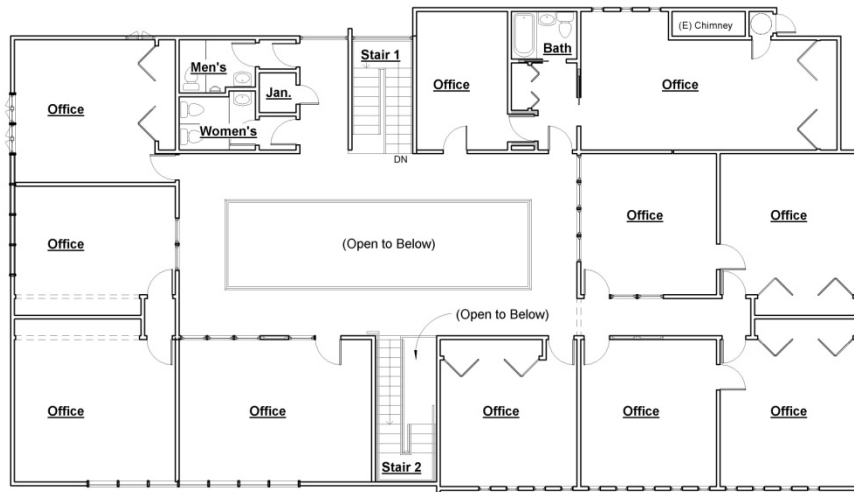 (E) Chimney
Stair 1
Bath
Men's
Office
Office
Jan.
Office
Women's
DN
Office
Office
Office
(Open to Below)
(Open to Below)
Office
Office
Office
Office
Office
Stair 2